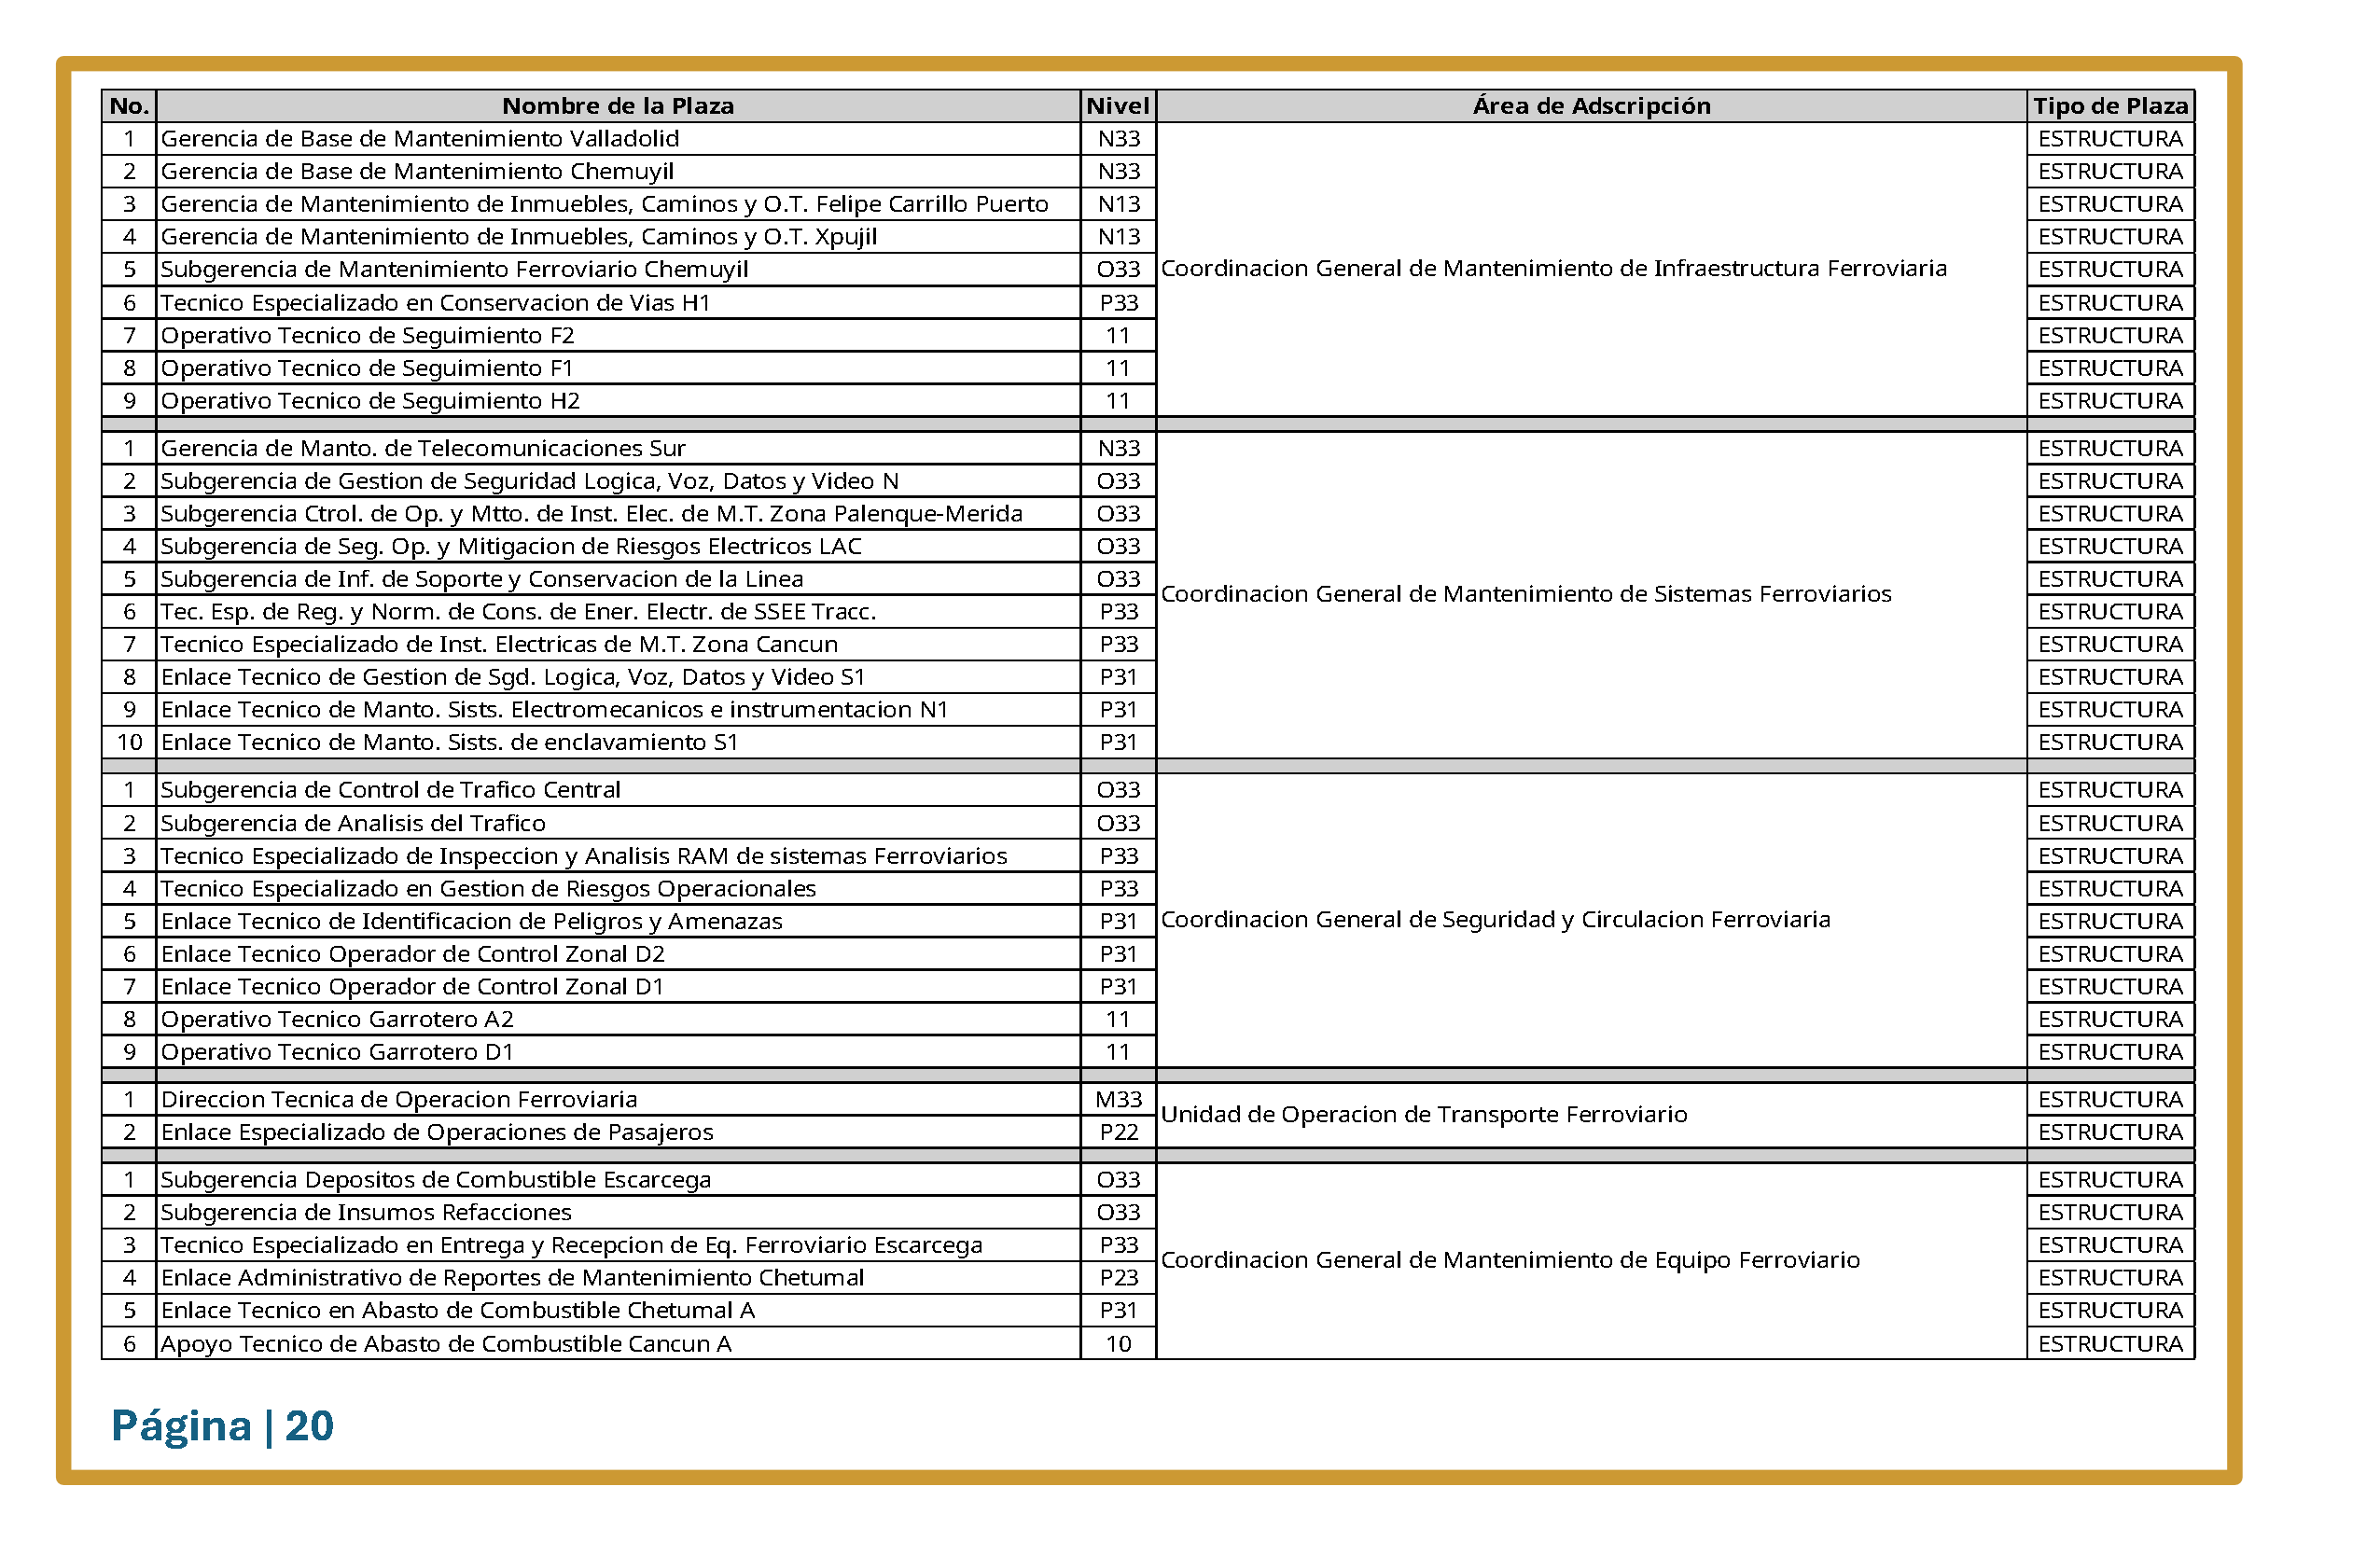 No. Nombre de la Plaza Nivel Área de Adscripción Tipo de Plaza
1 Gerencia de Base de Mantenimiento Valladolid N33 ESTRUCTURA
2 Gerencia de Base de Mantenimiento Chemuyil N33 ESTRUCTURA
3 Gerencia de Mantenimiento de Inmuebles, Caminos y O.T. Felipe Carrillo Puerto N13 ESTRUCTURA
4 Gerencia de Mantenimiento de Inmuebles, Caminos y O.T. Xpujil N13 ESTRUCTURA
5 Subgerencia de Mantenimiento Ferroviario Chemuyil O33 Coordinacion General de Mantenimiento de Infraestructura Ferroviaria ESTRUCTURA
6 Tecnico Especializado en Conservacion de Vias H1 P33 ESTRUCTURA
7 Operativo Tecnico de Seguimiento F2 11 ESTRUCTURA
8 Operativo Tecnico de Seguimiento F1 11 ESTRUCTURA
9 Operativo Tecnico de Seguimiento H2 11 ESTRUCTURA
1 Gerencia de Manto. de Telecomunicaciones Sur N33 ESTRUCTURA
2 Subgerencia de Gestion de Seguridad Logica, Voz, Datos y Video N O33 ESTRUCTURA
3 Subgerencia Ctrol. de Op. y Mtto. de Inst. Elec. de M.T. Zona Palenque-Merida O33 ESTRUCTURA
4 Subgerencia de Seg. Op. y Mitigacion de Riesgos Electricos LAC O33 ESTRUCTURA
5 Subgerencia de Inf. de Soporte y Conservacion de la Linea O33 ESTRUCTURA
Coordinacion General de Mantenimiento de Sistemas Ferroviarios
6 Tec. Esp. de Reg. y Norm. de Cons. de Ener. Electr. de SSEE Tracc. P33 ESTRUCTURA
7 Tecnico Especializado de Inst. Electricas de M.T. Zona Cancun P33 ESTRUCTURA
8 Enlace Tecnico de Gestion de Sgd. Logica, Voz, Datos y Video S1 P31 ESTRUCTURA
9 Enlace Tecnico de Manto. Sists. Electromecanicos e instrumentacion N1 P31 ESTRUCTURA
10 Enlace Tecnico de Manto. Sists. de enclavamiento S1 P31 ESTRUCTURA
1 Subgerencia de Control de Trafico Central O33 ESTRUCTURA
2 Subgerencia de Analisis del Trafico O33 ESTRUCTURA
3 Tecnico Especializado de Inspeccion y Analisis RAM de sistemas Ferroviarios P33 ESTRUCTURA
4 Tecnico Especializado en Gestion de Riesgos Operacionales P33 ESTRUCTURA
5 Enlace Tecnico de Identificacion de Peligros y Amenazas P31 Coordinacion General de Seguridad y Circulacion Ferroviaria ESTRUCTURA
6 Enlace Tecnico Operador de Control Zonal D2 P31 ESTRUCTURA
7 Enlace Tecnico Operador de Control Zonal D1 P31 ESTRUCTURA
8 Operativo Tecnico Garrotero A2 11 ESTRUCTURA
9 Operativo Tecnico Garrotero D1 11 ESTRUCTURA
1 Direccion Tecnica de Operacion Ferroviaria M33 ESTRUCTURA
Unidad de Operacion de Transporte Ferroviario
2 Enlace Especializado de Operaciones de Pasajeros P22 ESTRUCTURA
1 Subgerencia Depositos de Combustible Escarcega O33 ESTRUCTURA
2 Subgerencia de Insumos Refacciones O33 ESTRUCTURA
3 Tecnico Especializado en Entrega y Recepcion de Eq. Ferroviario Escarcega P33 ESTRUCTURA
Coordinacion General de Mantenimiento de Equipo Ferroviario
4 Enlace Administrativo de Reportes de Mantenimiento Chetumal P23 ESTRUCTURA
5 Enlace Tecnico en Abasto de Combustible Chetumal A P31 ESTRUCTURA
6 Apoyo Tecnico de Abasto de Combustible Cancun A 10 ESTRUCTURA
Página | 20